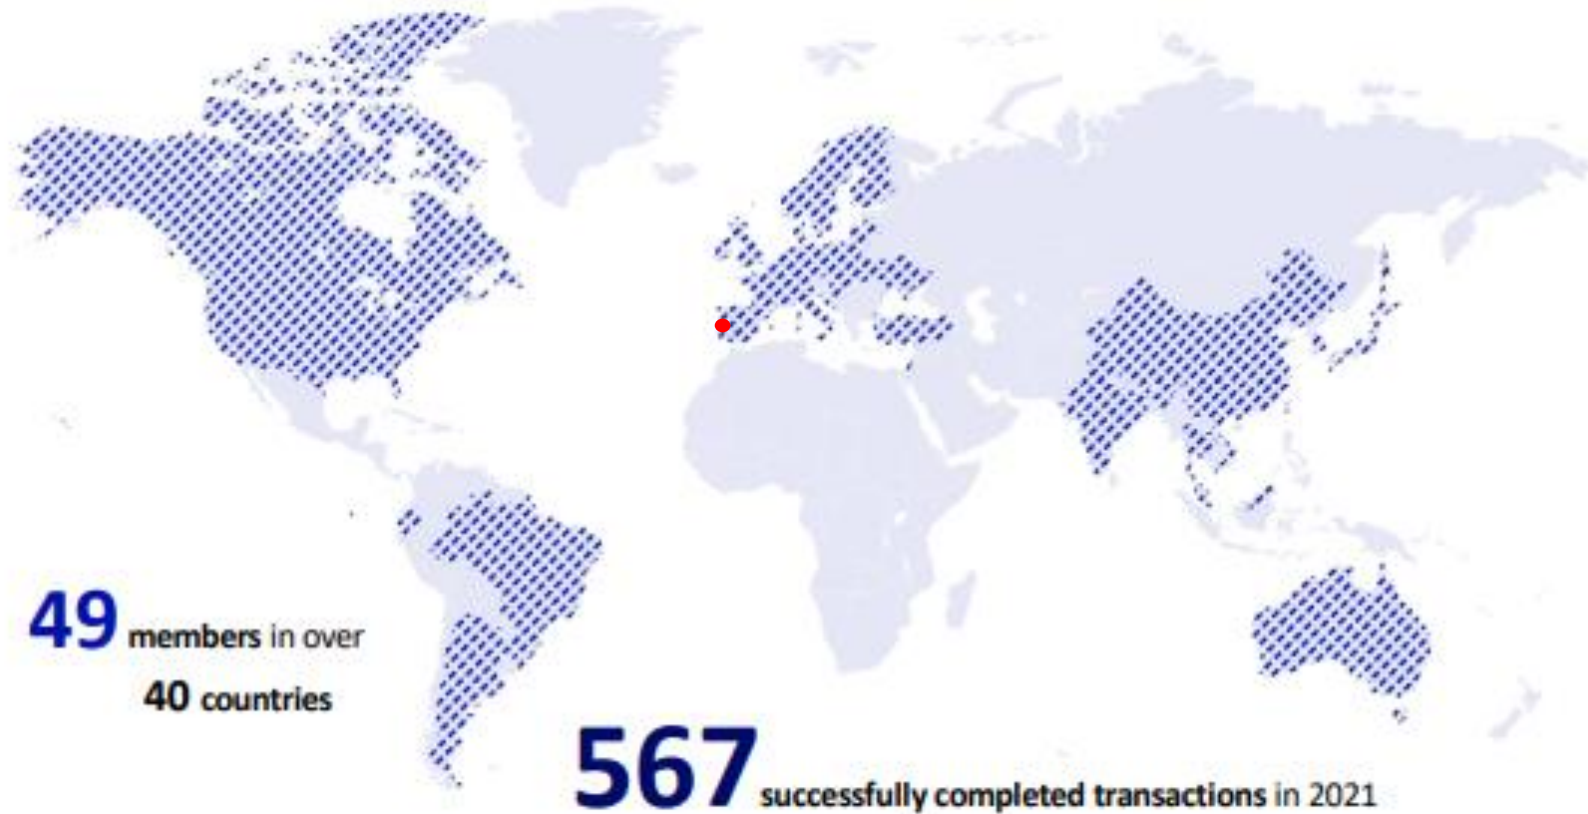 49 members in over
40 countries
567 successfully completed transactions in 2021